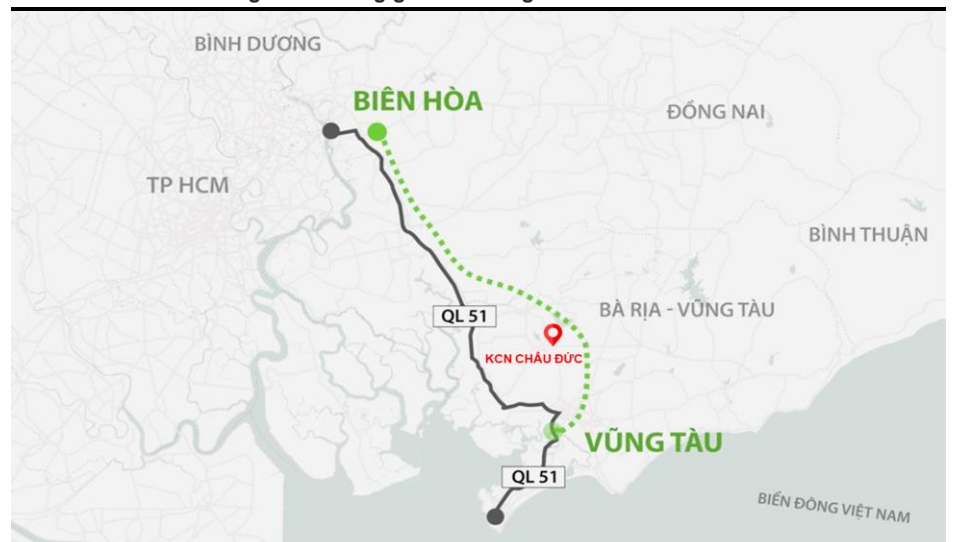 BÌNH DƯƠNG
BIÊN HÒA
ĐỒNG NAI
TP HCM
BÌNH THUẬN
BÀ RỊA - VŨNG TÀU
QL 51
KCN CHÂU ĐỨC
VŨNG TÀU
QL 51
BIỂN ĐÔNG VIỆT NAM